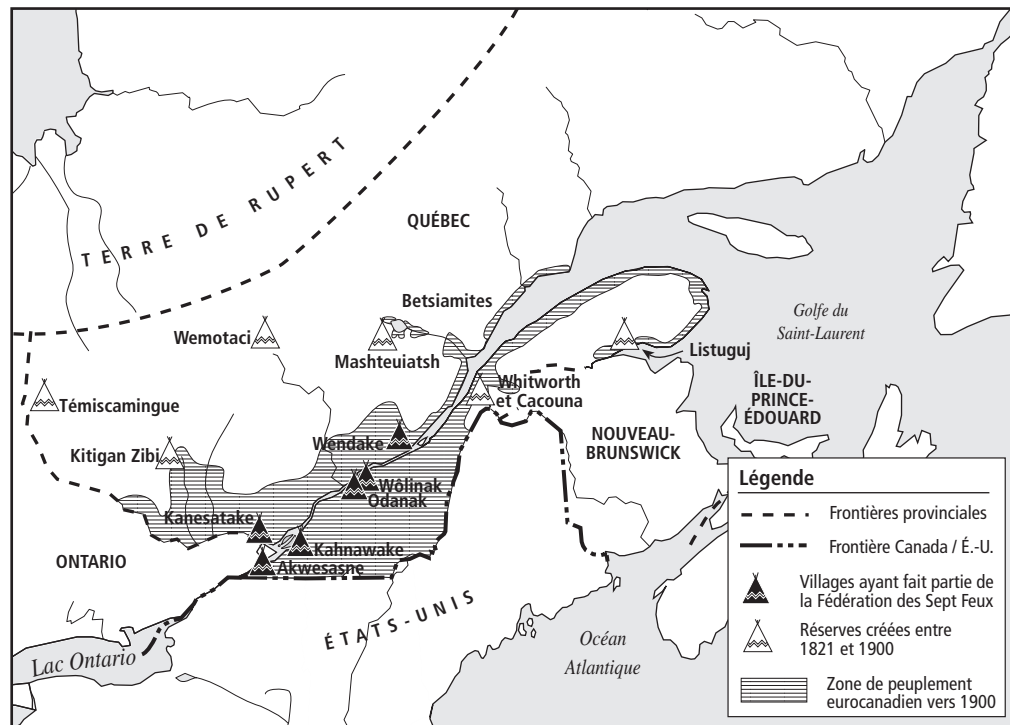 TERRE DE RUPERT
QUÉBEC
Betsiamites
Golfe du
Saint-Laurent
Wemotaci
Mashteuiatsh
Listuguj
Témiscamingue
Whitworth
et Cacouna
ÎLE-DU-
PRINCE-
ÉDOUARD
Wendake
NOUVEAU-
BRUNSWICK
Kitigan Zibi
Wôlinak
Odanak
Kanesatake
Kahnawake
ONTARIO
Akwesasne
ÉTATS-UNIS
Lac Ontario
Océan
Atlantique
Légende
Frontières provinciales
Frontière Canada / É.-U.
Villages ayant fait partie de
la Fédération des Sept Feux
Réserves créées entre
1821 et 1900
Zone de peuplement
eurocanadien vers 1900